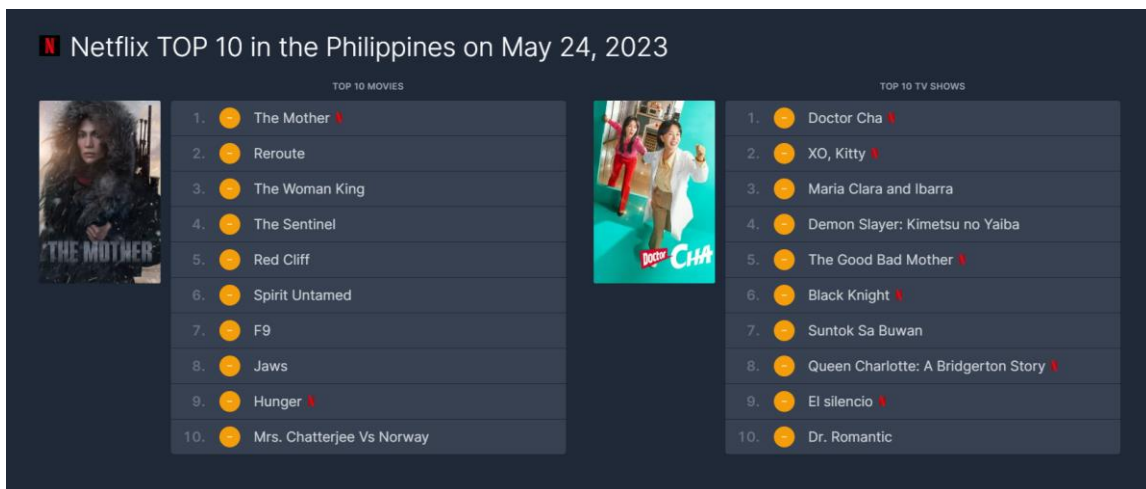 N Netflix TOP 10 in the Philippines on May 24, 2023
TOP 10 MOVIES
THE MOTHER
1. The Mother N
2. Reroute
3. The Woman King
4. The Sentinel
5. Red Cliff
6. Spirit Untamed
7. F9
8. Jaws
9. Hunger N
10. Mrs. Chatterjee Vs Norway
TOP 10 TV SHOWS
Doctor CHA
1. Doctor Cha N
2. XO, Kitty N
3. Maria Clara and Ibarra
4. Demon Slayer: Kimetsu no Yaiba
5. The Good Bad Mother N
6. Black Knight N
7. Suntok Sa Buwan
8. Queen Charlotte: A Bridgerton Story N
9. El silencio N
10. Dr. Romantic